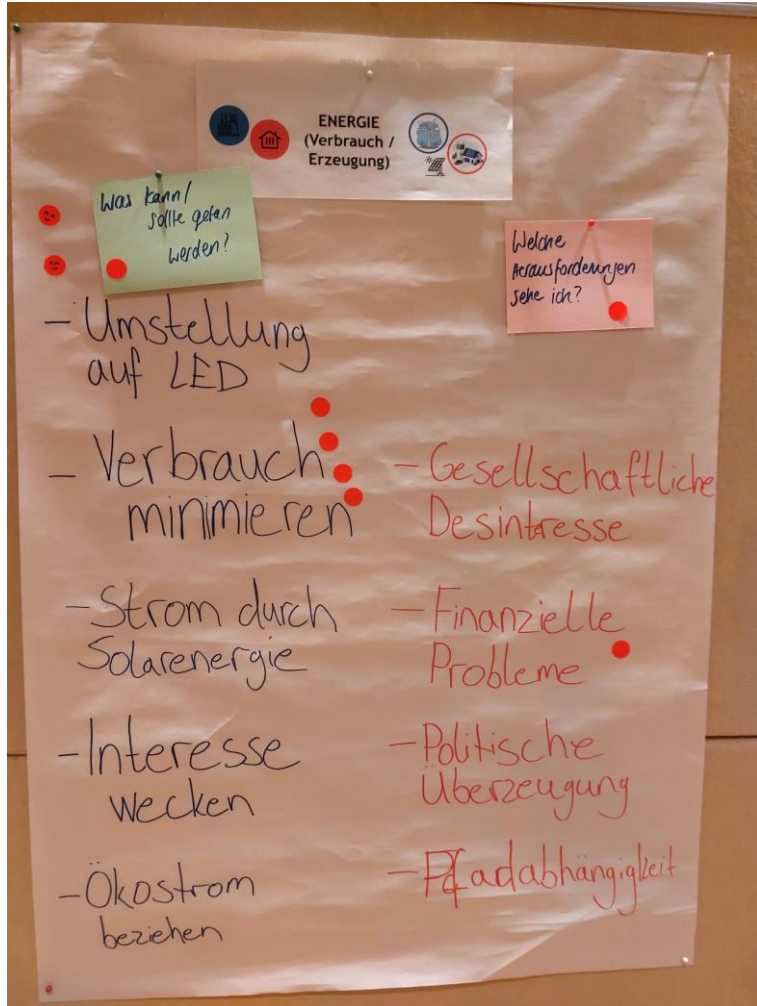 ENERGIE
(Verbrauch /
Erzeugung)
Was kann/
sollte getan
werden?
- Umstellung
auf LED
- Verbrauch
minimieren
- Strom durch
Solarenergie
- Interesse
wecken
- Ökostrom
beziehen
Welche
Herausforderungen
sehe ich?
- Gesellschaftliche
Desintresse
- Finanzielle
Probleme
- Politische
Überzeugung
- Pfadabhängigkeit